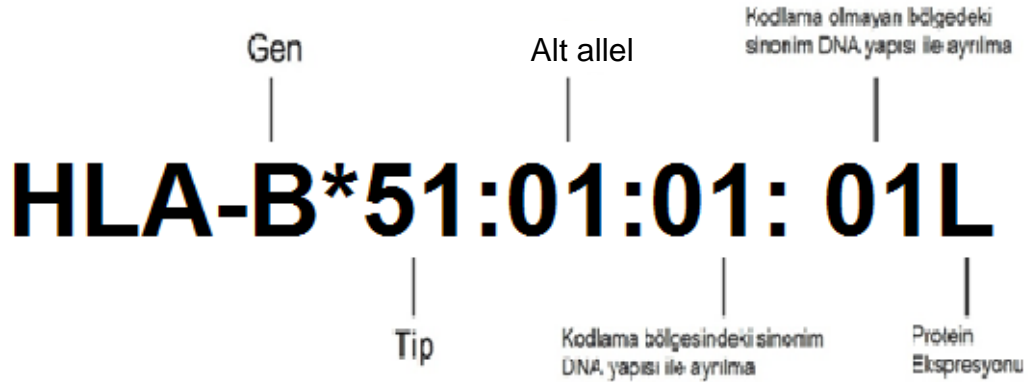 Gen
Alt allel
Kodlama olmayan bölgedeki
sinonim DNA yapısı ile ayrılma
HLA-B*51:01:01: 01L
Tip
Kodlama bölgesindeki sinonim
DNA yapısı ile ayrılma
Protein
Ekspresyonu